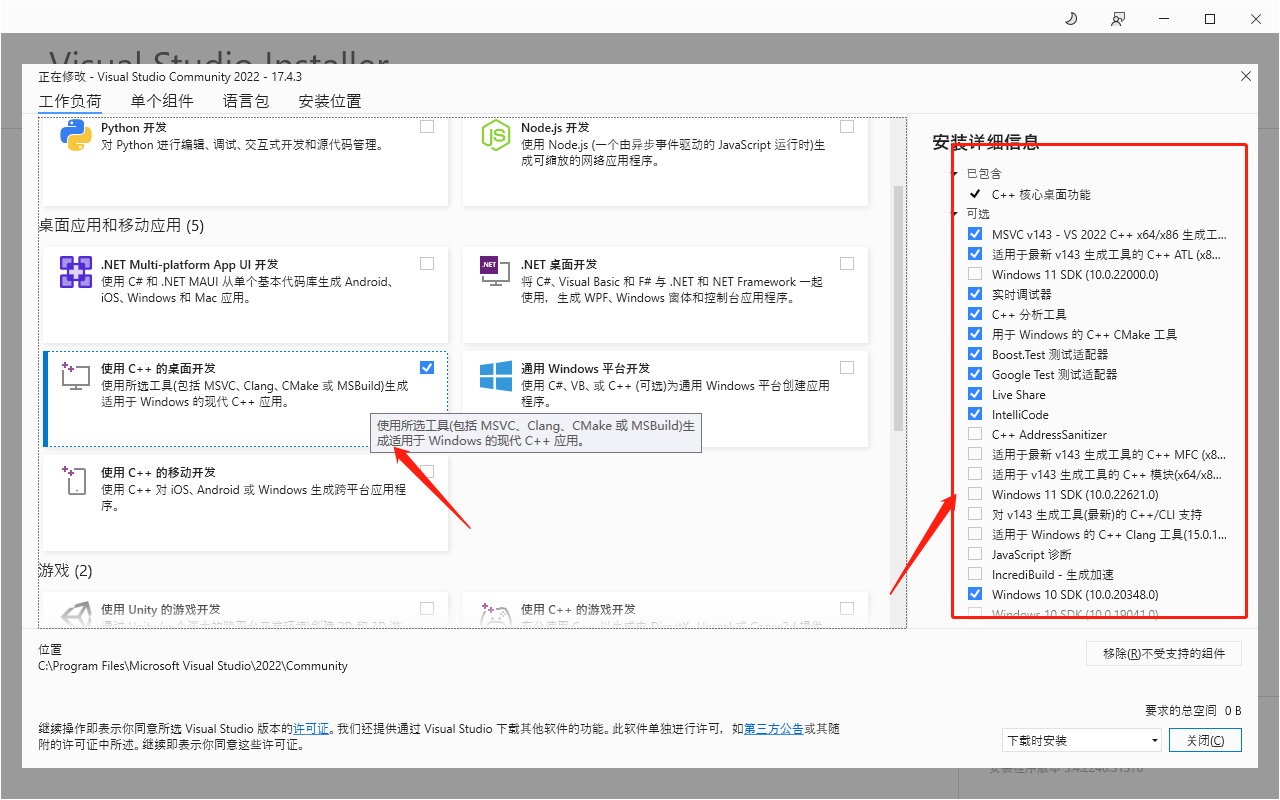 Visual Studio Installer
正在修改 - Visual Studio Community 2022 - 17.4.3
工作负荷 单个组件 语言包 安装位置
Python 开发
对 Python 进行编辑、调试、交互式开发和源代码管理。
Node.js 开发
使用 Node.js (一个由异步事件驱动的 JavaScript 运行时)生
成可缩放的网络应用程序。
桌面应用和移动应用 (5)
.NET Multi-platform App UI 开发
使用 C# 和 .NET MAUI 从单个基本代码库生成 Android、
iOS、Windows 和 Mac 应用。
.NET
.NET 桌面开发
将 C#、Visual Basic 和 F# 与 .NET 和 .NET Framework 一起
使用，生成 WPF、Windows 窗体和控制台应用程序。
使用 C++ 的桌面开发
使用所选工具(包括 MSVC、Clang、CMake 或 MSBuild)生成
适用于 Windows 的现代 C++ 应用。
通用 Windows 平台开发
使用 C#、VB、或 C++ (可选)为通用 Windows 平台创建应用
程序。
使用所选工具(包括 MSVC、Clang、CMake 或 MSBuild)生
成适用于 Windows 的现代 C++ 应用。
使用 C++ 的移动开发
使用 C++ 对 iOS、Android 或 Windows 生成跨平台应用程
序。
游戏 (2)
使用 Unity 的游戏开发
使用 C++ 的游戏开发
安装详细信息
已包含
C++ 核心桌面功能
可选
MSVC v143 - VS 2022 C++ x64/x86 生成工...
适用于最新 v143 生成工具的 C++ ATL (x8...
Windows 11 SDK (10.0.22000.0)
实时调试器
C++ 分析工具
用于 Windows 的 C++ CMake 工具
Boost.Test 测试适配器
Google Test 测试适配器
Live Share
IntelliCode
C++ AddressSanitizer
适用于最新 v143 生成工具的 C++ MFC (x8...
适用于 v143 生成工具的 C++ 模块(x64/x8...
Windows 11 SDK (10.0.22621.0)
对 v143 生成工具(最新)的 C++/CLI 支持
适用于 Windows 的 C++ Clang 工具(15.0.1...
JavaScript 诊断
IncrediBuild - 生成加速
Windows 10 SDK (10.0.20348.0)
Windows 10 SDK (10.0.19041.0)
位置
C:\Program Files\Microsoft Visual Studio\2022\Community
移除(R)不受支持的组件
要求的总空间 0 B
继续操作即表示你同意所选 Visual Studio 版本的许可证。我们还提供通过 Visual Studio 下载其他软件的功能。此软件单独进行许可，如第三方公告或其随
附的许可证中所述。继续即表示你同意这些许可证。
下载时安装
关闭(C)